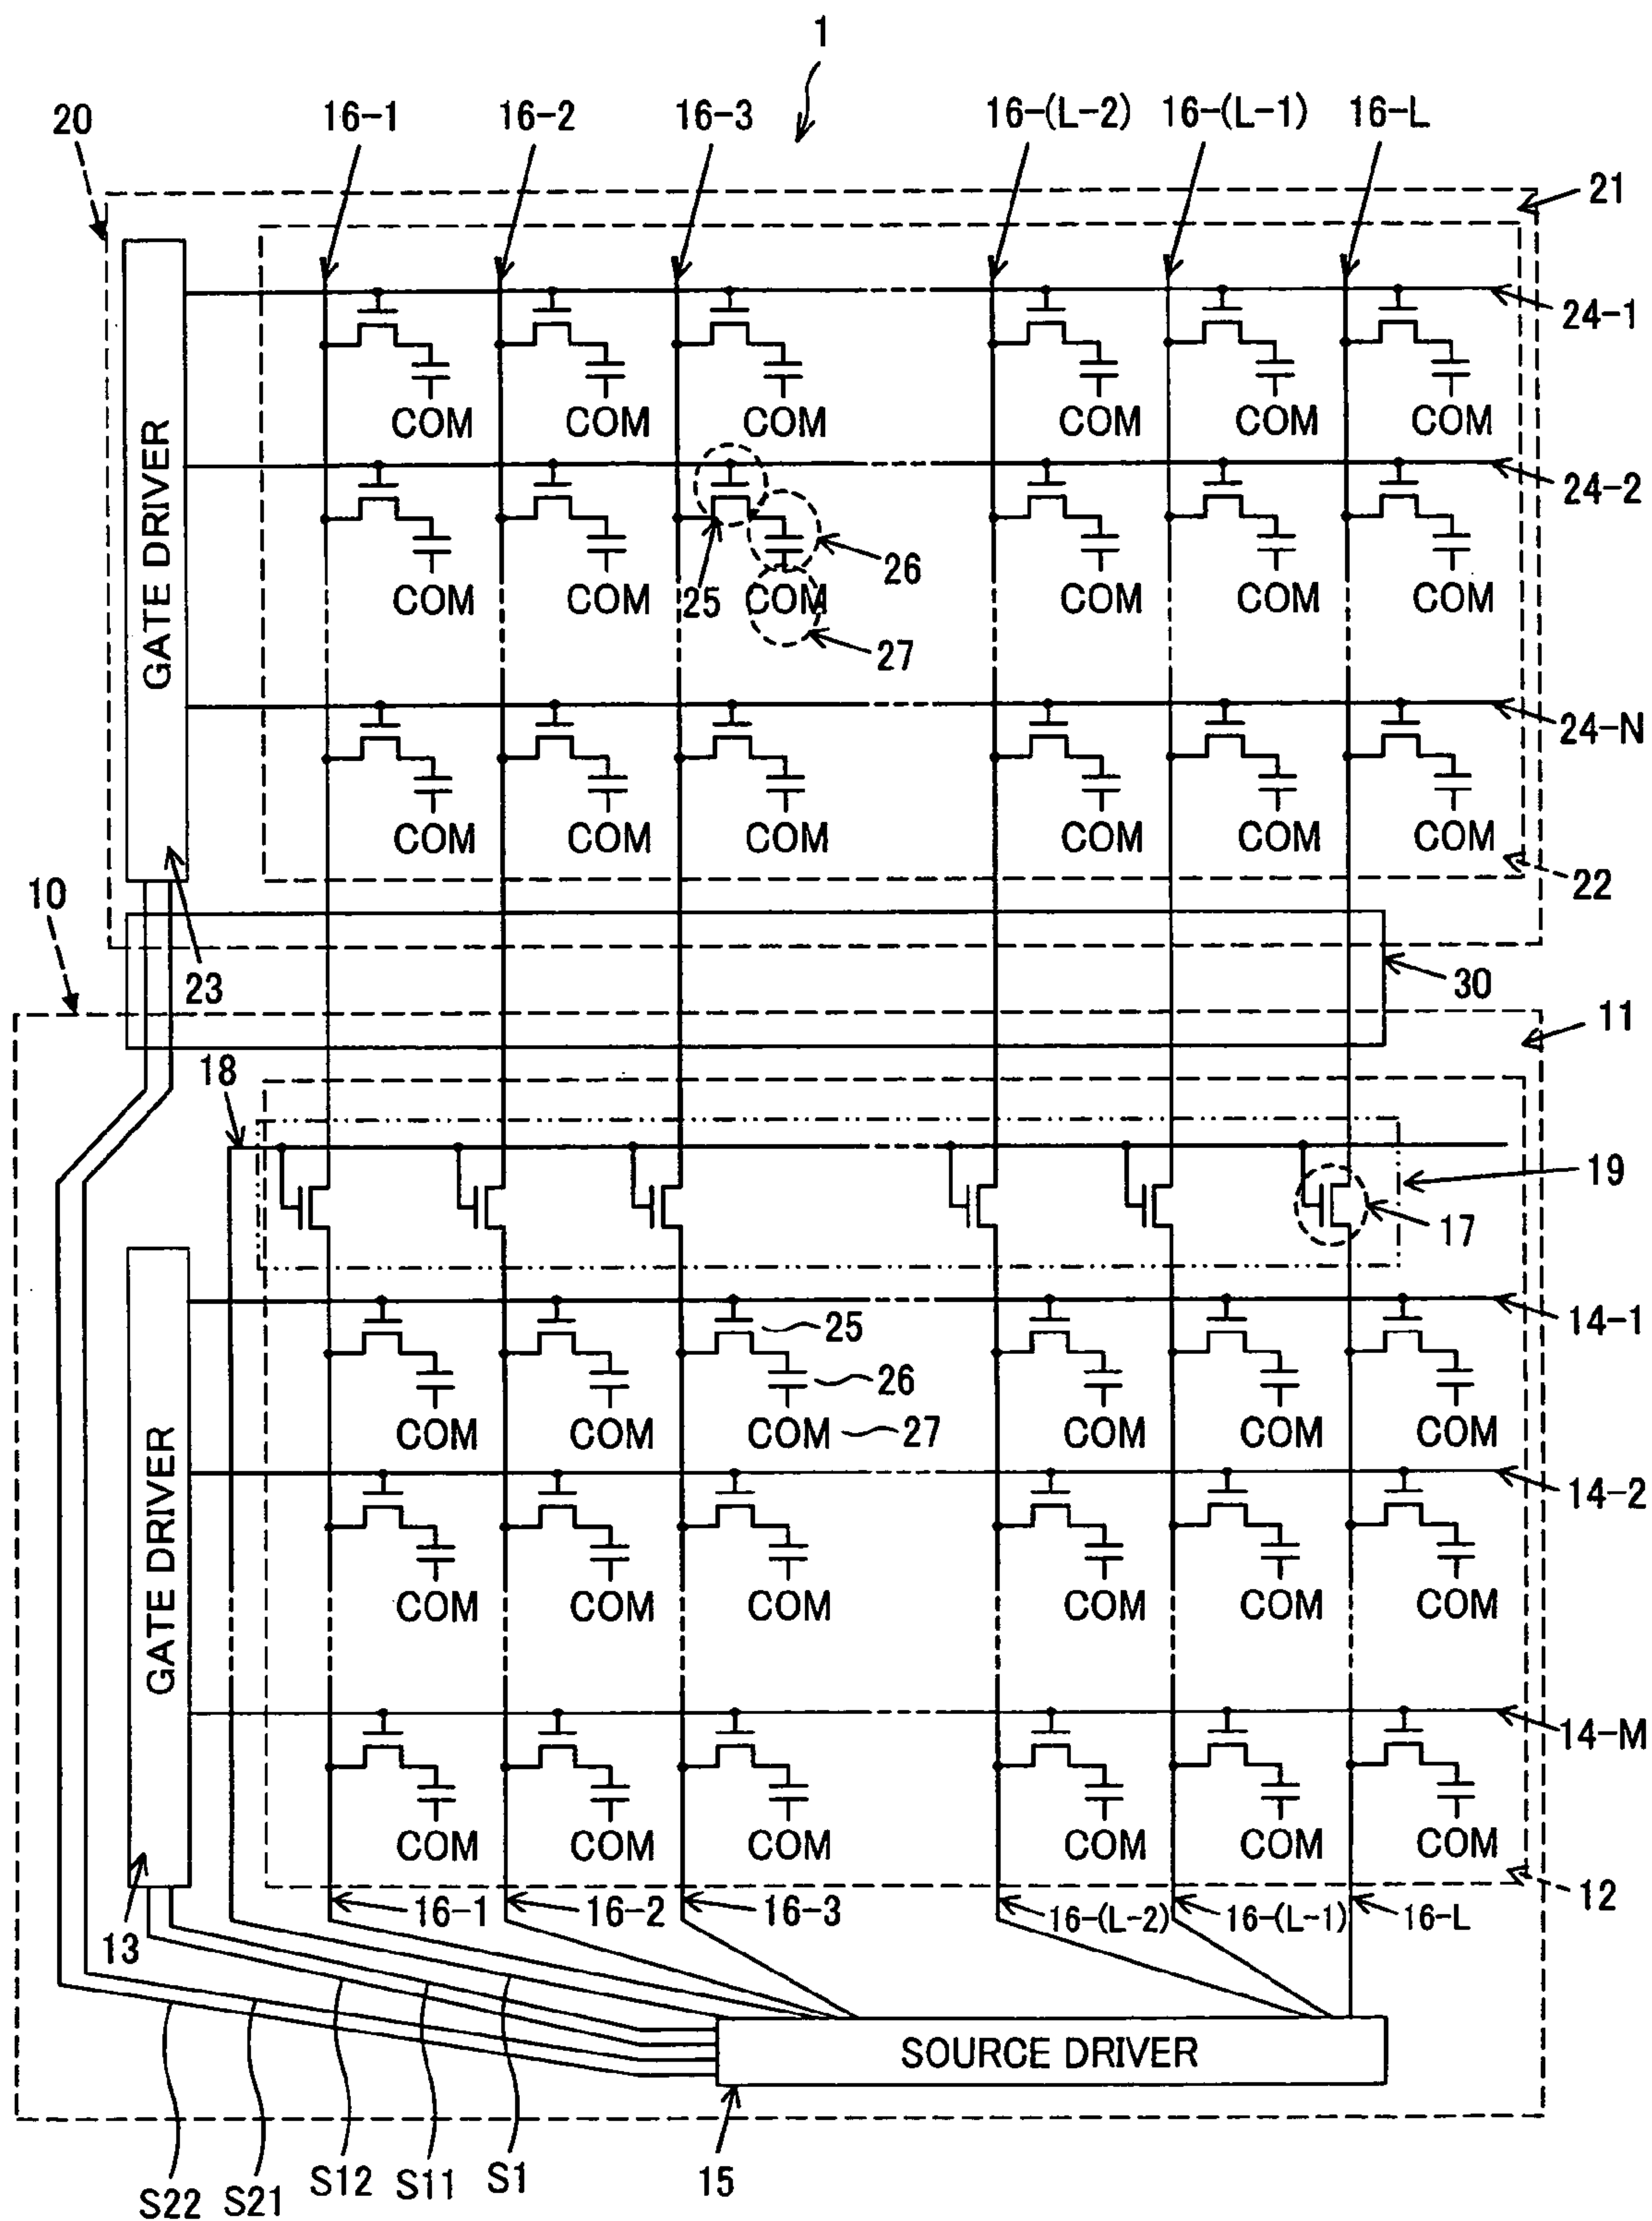 1
20
16-1
16-2
16-3
16-(L-2)
16-(L-1)
16-L
21
24-1
COM COM COM COM COM COM
24-2
GATE DRIVER
26
COM COM 25 COM COM COM COM
27
24-N
COM COM COM COM COM COM
22
10
23
30
11
18
19
17
14-1
25
26
COM COM COM 27 COM COM COM
14-2
GATE DRIVER
COM COM COM COM COM COM
14-M
COM COM COM COM COM COM
12
13
16-1
16-2
16-3
16-(L-2)
16-(L-1)
16-L
SOURCE DRIVER
S22
S21
S12
S11
S1
15